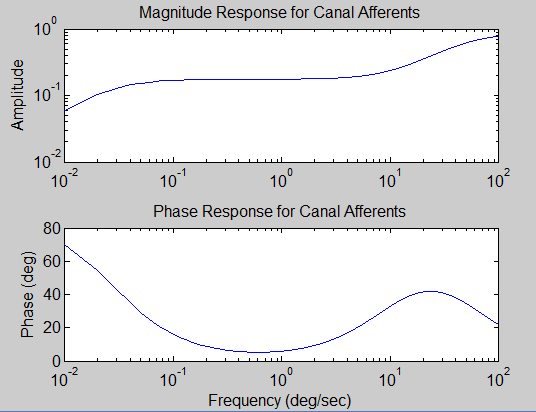 Magnitude Response for Canal Afferents
Amplitude
10^0
10^-1
10^-2
10^-2 10^-1 10^0 10^1 10^2
Phase Response for Canal Afferents
Phase (deg)
80
60
40
20
0
10^-2 10^-1 10^0 10^1 10^2
Frequency (deg/sec)